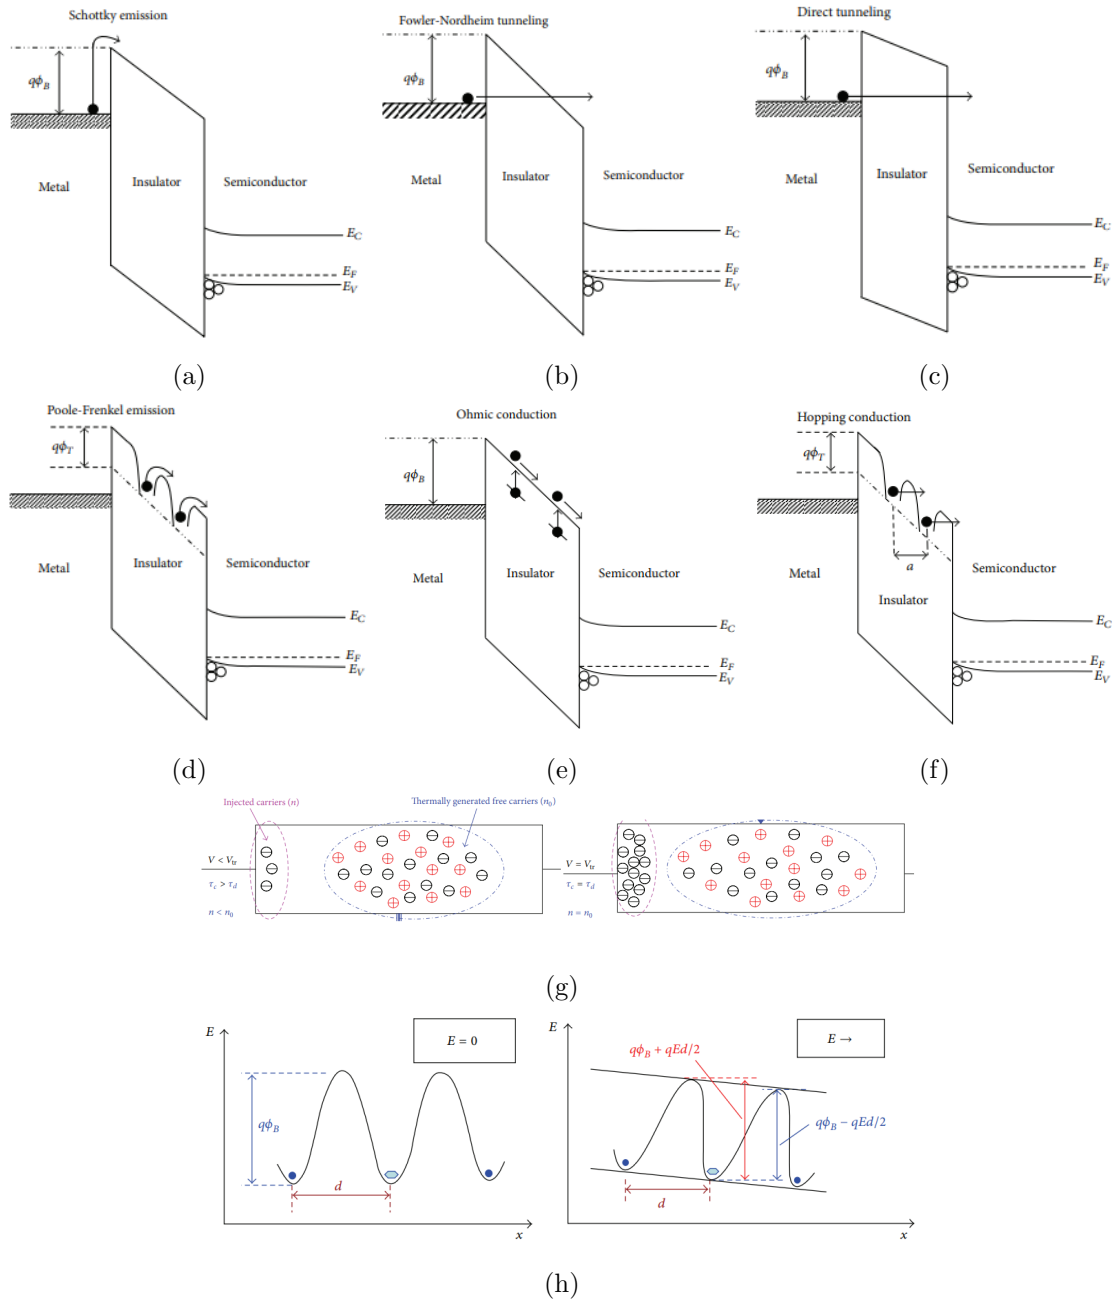 Schottky emission
qϕB
Metal
Insulator
Semiconductor
EC
EF
EV
(a)
Fowler-Nordheim tunneling
qϕB
Metal
Insulator
Semiconductor
EC
EF
EV
(b)
Direct tunneling
qϕB
Metal
Insulator
Semiconductor
EC
EF
EV
(c)
Poole-Frenkel emission
qϕT
Metal
Insulator
Semiconductor
EC
EF
EV
(d)
Ohmic conduction
qϕB
Metal
Insulator
Semiconductor
EC
EF
EV
(e)
Hopping conduction
qϕT
a
Metal
Insulator
Semiconductor
EC
EF
EV
(f)
Injected carriers (n)
Thermally generated free carriers (n0)
V < Vtr
τc > τd
n < n0
V = Vtr
τc = τd
n = n0
(g)
E
E = 0
qϕB
d
x
E
E →
qϕB + qEd/2
qϕB − qEd/2
d
x
(h)